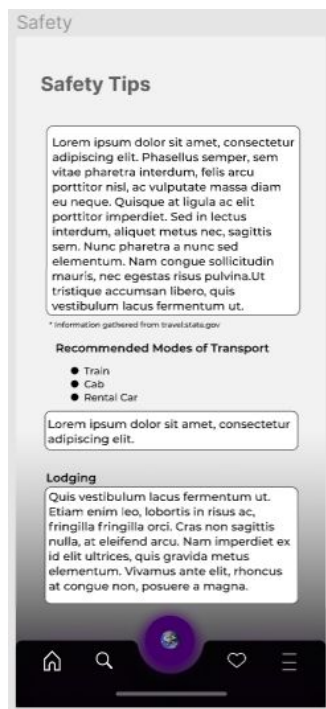 Safety
Safety Tips
Lorem ipsum dolor sit amet, consectetur
adipiscing elit. Phasellus semper, sem
vitae pharetra interdum, felis arcu
porttitor nisl, ac vulputate massa diam
eu neque. Quisque at ligula ac elit
porttitor imperdiet. Sed in lectus
interdum, aliquet metus nec, sagittis
sem. Nunc pharetra a nunc sed
elementum. Nam congue sollicitudin
mauris, nec egestas risus pulvina.Ut
tristique accumsan libero, quis
vestibulum lacus fermentum ut.
* Information gathered from travel.state.gov
Recommended Modes of Transport
● Train
● Cab
● Rental Car
Lorem ipsum dolor sit amet, consectetur
adipiscing elit.
Lodging
Quis vestibulum lacus fermentum ut.
Etiam enim leo, lobortis in risus ac,
fringilla fringilla orci. Cras non sagittis
nulla, at eleifend arcu. Nam imperdiet ex
id elit ultrices, quis gravida metus
elementum. Vivamus ante elit, rhoncus
at congue non, posuere a magna.